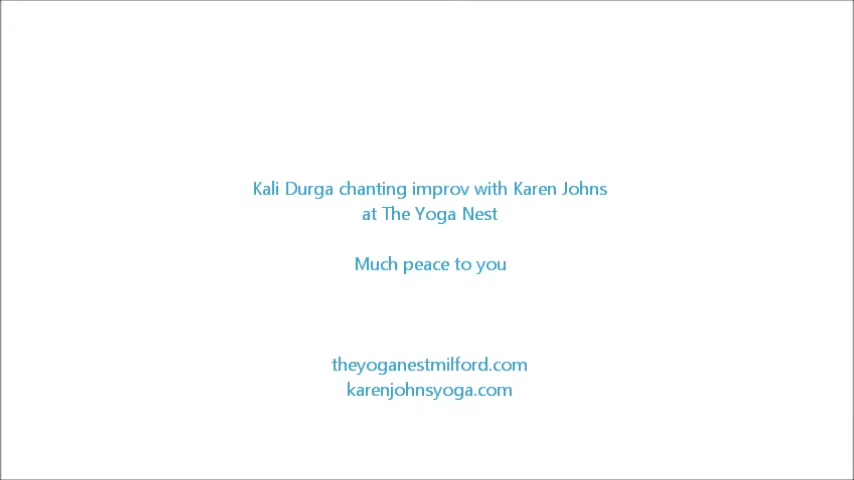 Kali Durga chanting improv with Karen Johns
at The Yoga Nest
Much peace to you
theyoganestmilford.com
karenjohnsyoga.com